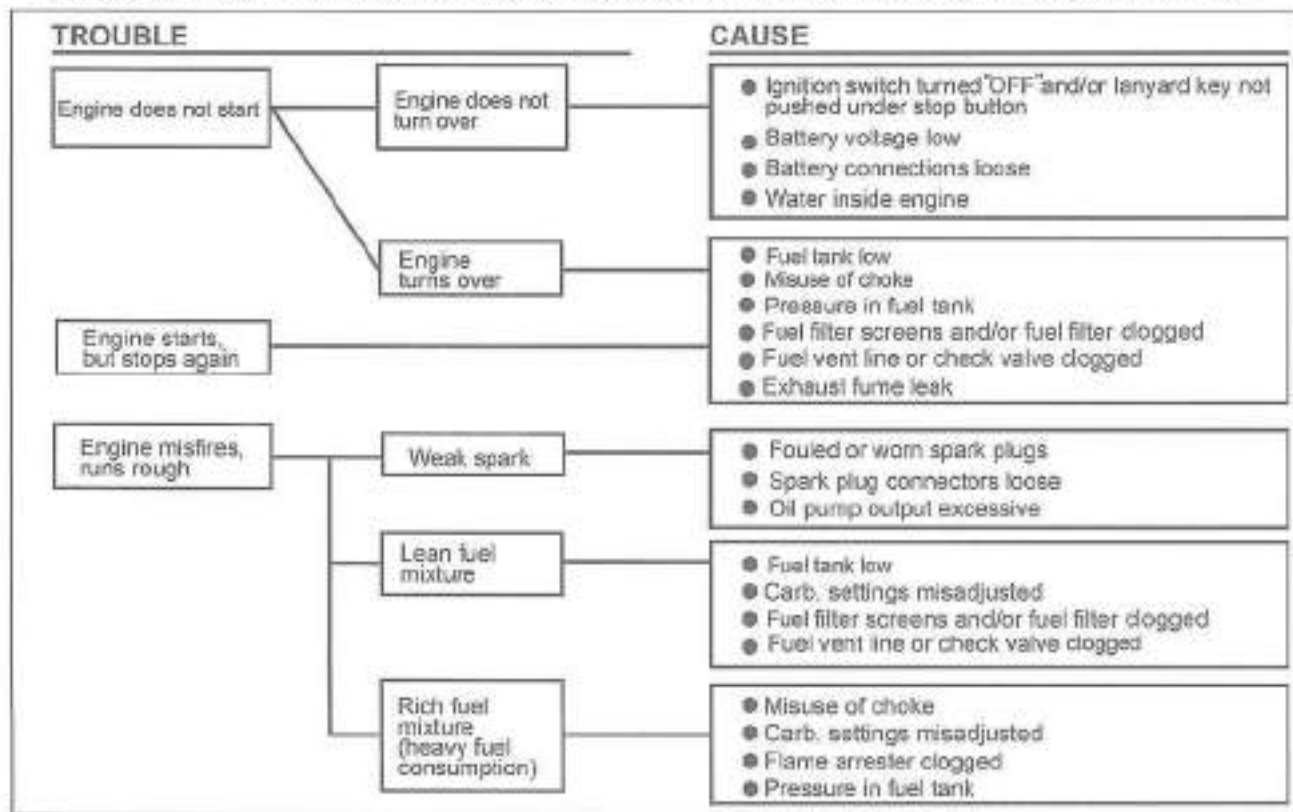 TROUBLE
CAUSE
Engine does not start
Engine does not
turn over
● Ignition switch turned"OFF"and/or lanyard key not
pushed under stop button
● Battery voltage low
● Battery connections loose
● Water inside engine
Engine
turns over
● Fuel tank low
● Misuse of choke
● Pressure in fuel tank
● Fuel filter screens and/or fuel filter clogged
● Fuel vent line or check valve clogged
● Exhaust fume leak
Engine starts,
but stops again
Engine misfires,
runs rough
Weak spark
● Fouled or worn spark plugs
● Spark plug connectors loose
● Oil pump output excessive
Lean fuel
mixture
● Fuel tank low
● Carb. settings misadjusted
● Fuel filter screens and/or fuel filter clogged
● Fuel vent line or check valve clogged
Rich fuel
mixture
(heavy fuel
consumption)
● Misuse of choke
● Carb. settings misadjusted
● Flame arrester clogged
● Pressure in fuel tank